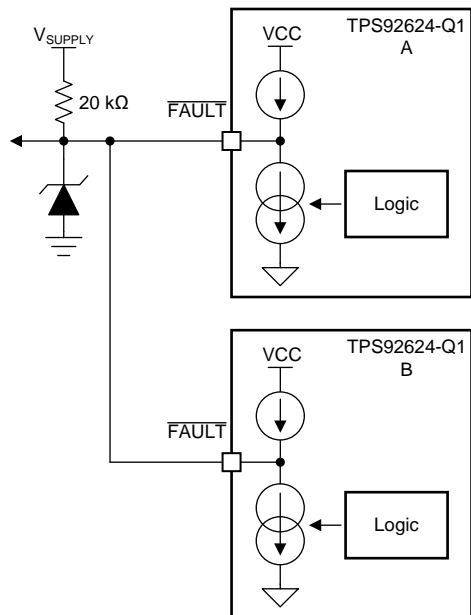 V_SUPPLY
20 kΩ
FAULT
VCC
TPS92624-Q1
A
Logic
FAULT
VCC
TPS92624-Q1
B
Logic